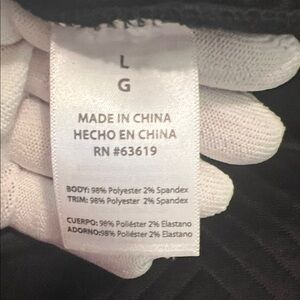 L
G
MADE IN CHINA
HECHO EN CHINA
RN #63619
BODY: 98% Polyester 2% Spandex
TRIM: 98% Polyester 2% Spandex
CUERPO: 98% Poliéster 2% Elastano
ADORNO:98% Poliéster 2% Elastano